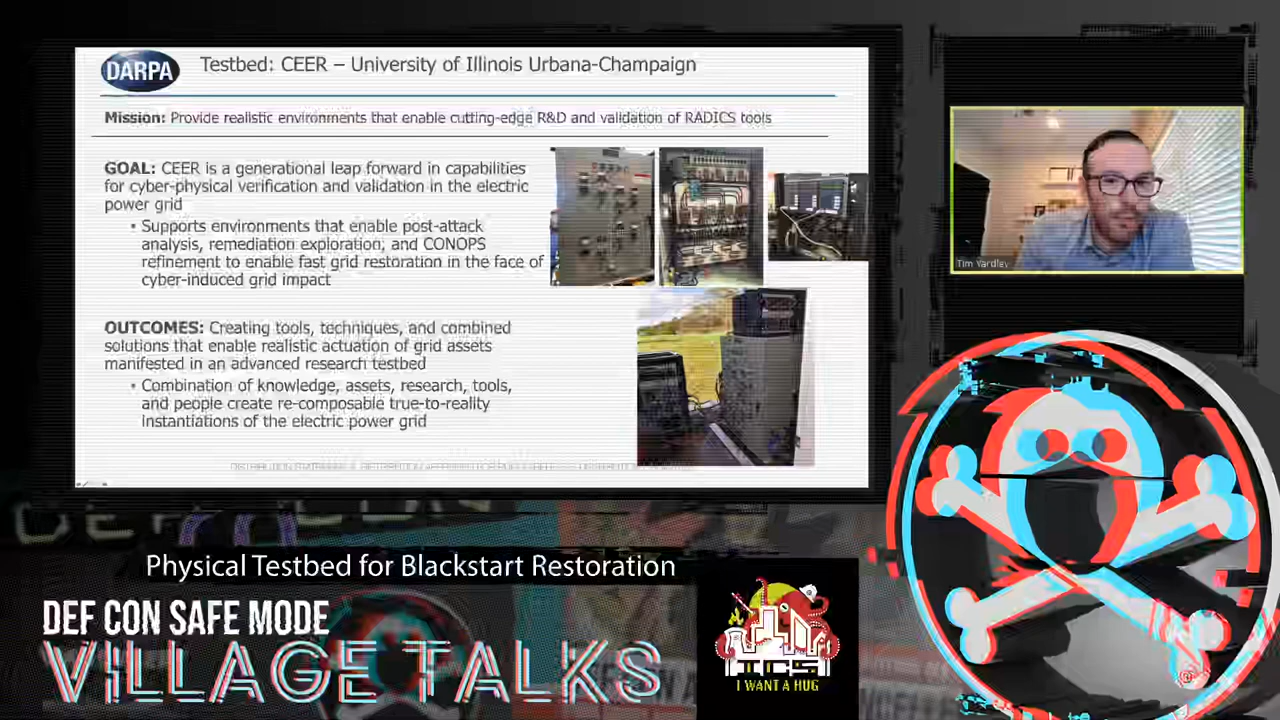 DARPA
Testbed: CEER – University of Illinois Urbana-Champaign
Mission: Provide realistic environments that enable cutting-edge R&D and validation of RADICS tools
GOAL: CEER is a generational leap forward in capabilities
for cyber-physical verification and validation in the electric
power grid
• Supports environments that enable post-attack
analysis, remediation exploration, and CONOPS
refinement to enable fast grid restoration in the face of
cyber-induced grid impact
OUTCOMES: Creating tools, techniques, and combined
solutions that enable realistic actuation of grid assets
manifested in an advanced research testbed
• Combination of knowledge, assets, research, tools,
and people create re-composable true-to-reality
instantiations of the electric power grid
Tim Yardley
Physical Testbed for Blackstart Restoration
DEF CON SAFE MODE
VILLAGE TALKS
ICS
I WANT A HUG